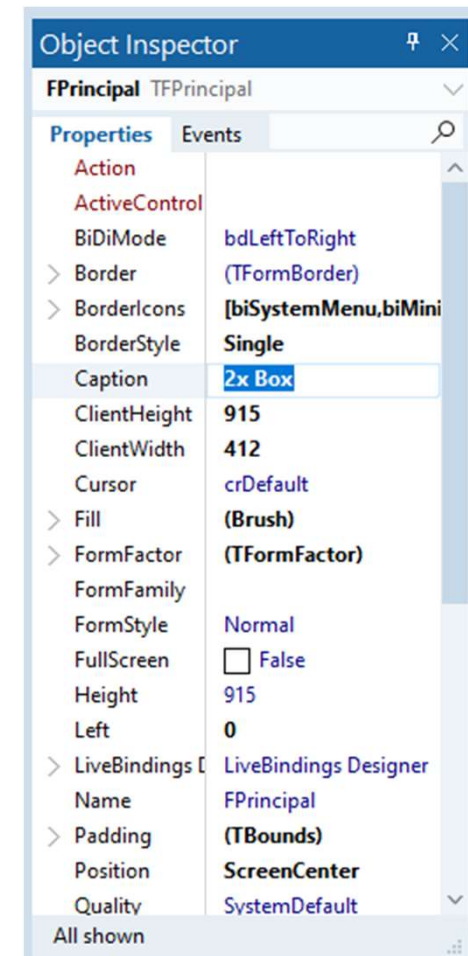 Object Inspector
FPrincipal TFPrincipal
Properties Events
Action
ActiveControl
BiDiMode bdLeftToRight
Border (TFormBorder)
BorderIcons [biSystemMenu,biMini
BorderStyle Single
Caption 2x Box
ClientHeight 915
ClientWidth 412
Cursor crDefault
Fill (Brush)
FormFactor (TFormFactor)
FormFamily
FormStyle Normal
FullScreen False
Height 915
Left 0
LiveBindings D LiveBindings Designer
Name FPrincipal
Padding (TBounds)
Position ScreenCenter
Quality SystemDefault
All shown